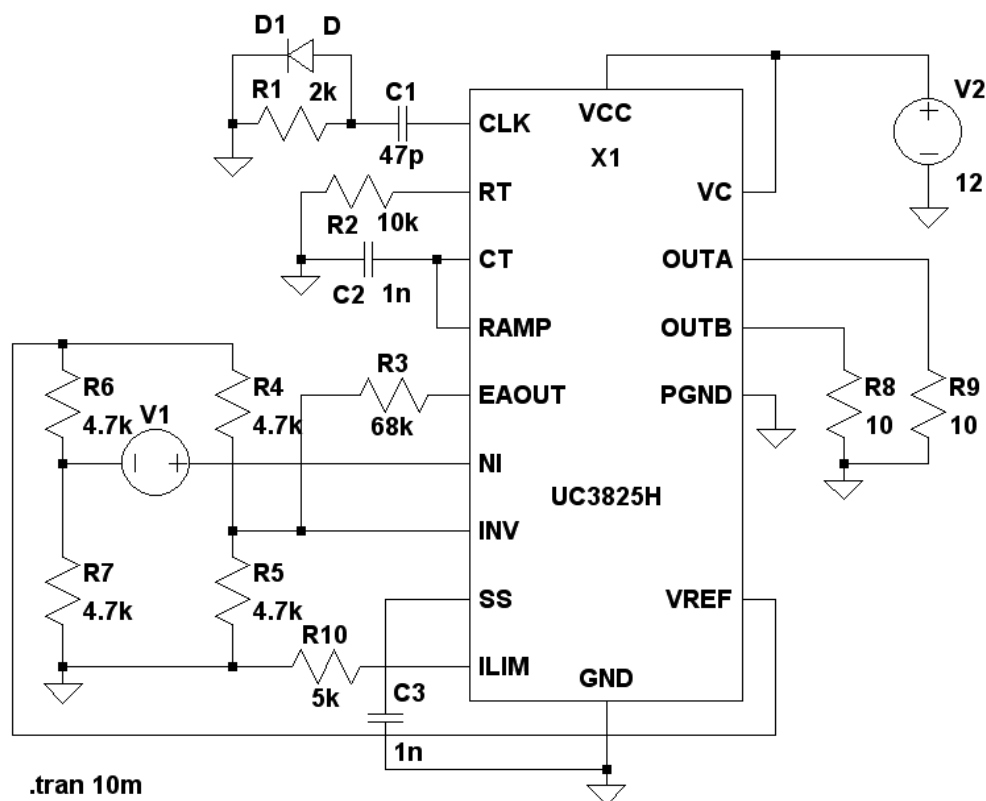 D1 D
R1 2k C1
47p
CLK
VCC
X1
V2
12
RT
R2 10k
VC
CT
C2 1n
OUTA
RAMP
OUTB
R6
4.7k
R4
4.7k
V1
R3
68k
EAOUT
PGND
R8
10
R9
10
NI
UC3825H
INV
R7
4.7k
R5
4.7k
SS
VREF
R10
5k
ILIM
C3
1n
GND
.tran 10m